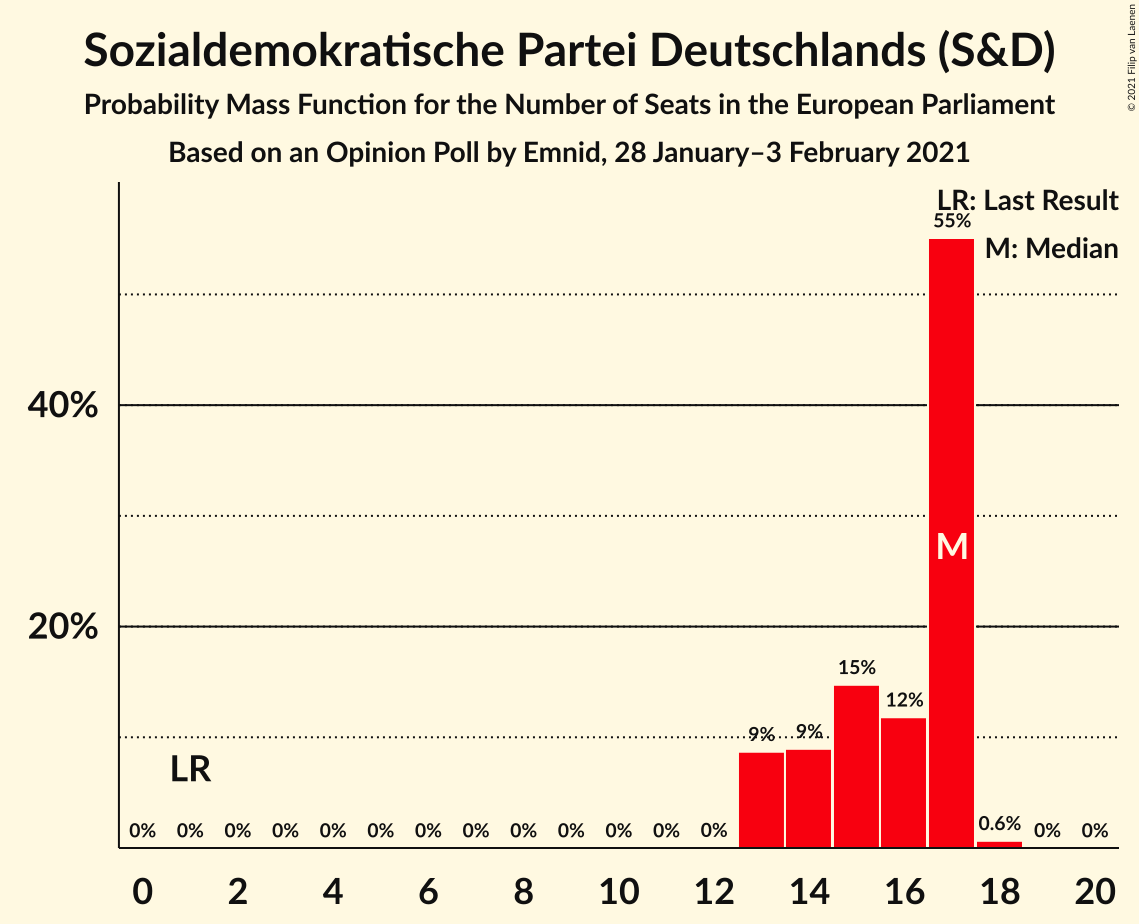 Sozialdemokratische Partei Deutschlands (S&D)
Probability Mass Function for the Number of Seats in the European Parliament
Based on an Opinion Poll by Emnid, 28 January–3 February 2021
© 2021 Filip van Laenen
LR: Last Result
55%
M: Median
40%
M
20%
15%
12%
9% 9%
LR
0% 0% 0% 0% 0% 0% 0% 0% 0% 0% 0% 0% 0% 0.6% 0% 0%
0 2 4 6 8 10 12 14 16 18 20